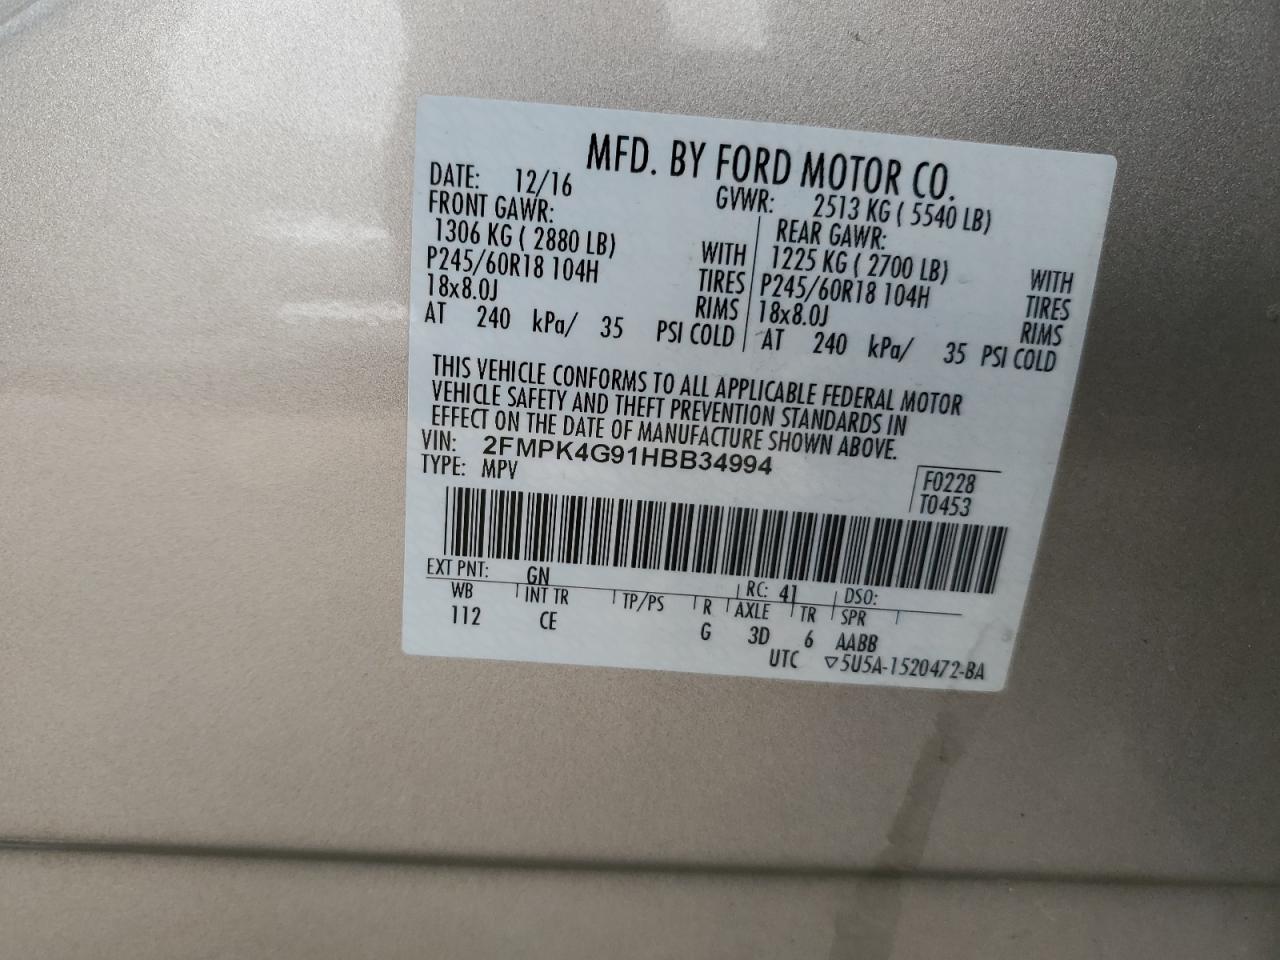 MFD. BY FORD MOTOR CO.
DATE: 12/16 GVWR: 2513 KG ( 5540 LB)
FRONT GAWR: REAR GAWR:
1306 KG ( 2880 LB) WITH 1225 KG ( 2700 LB) WITH
P245/60R18 104H TIRES P245/60R18 104H TIRES
18x8.0J RIMS 18x8.0J RIMS
AT 240 kPa/ 35 PSI COLD AT 240 kPa/ 35 PSI COLD
THIS VEHICLE CONFORMS TO ALL APPLICABLE FEDERAL MOTOR
VEHICLE SAFETY AND THEFT PREVENTION STANDARDS IN
EFFECT ON THE DATE OF MANUFACTURE SHOWN ABOVE.
VIN: 2FMPK4G91HBB34994
TYPE: MPV
F0228
T0453
EXT PNT: GN RC: 41 DSO:
WB INT TR TP/PS R AXLE TR SPR
112 CE G 3D 6 AABB
UTC ▽5U5A-1520472-BA